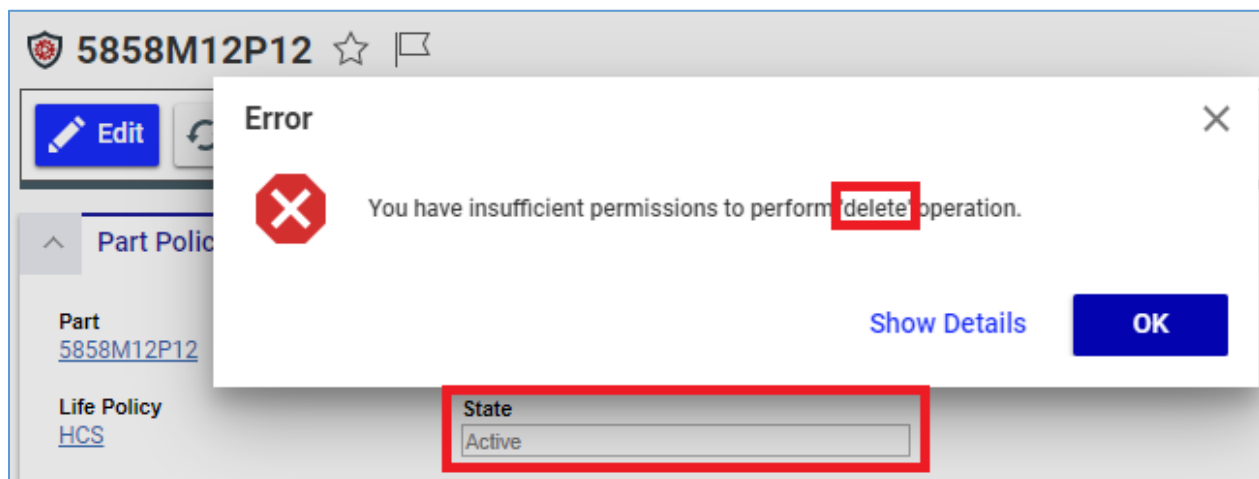 5858M12P12
Edit
Error
You have insufficient permissions to perform 'delete' operation.
Show Details
OK
Part Polic
Part
5858M12P12
Life Policy
HCS
State
Active